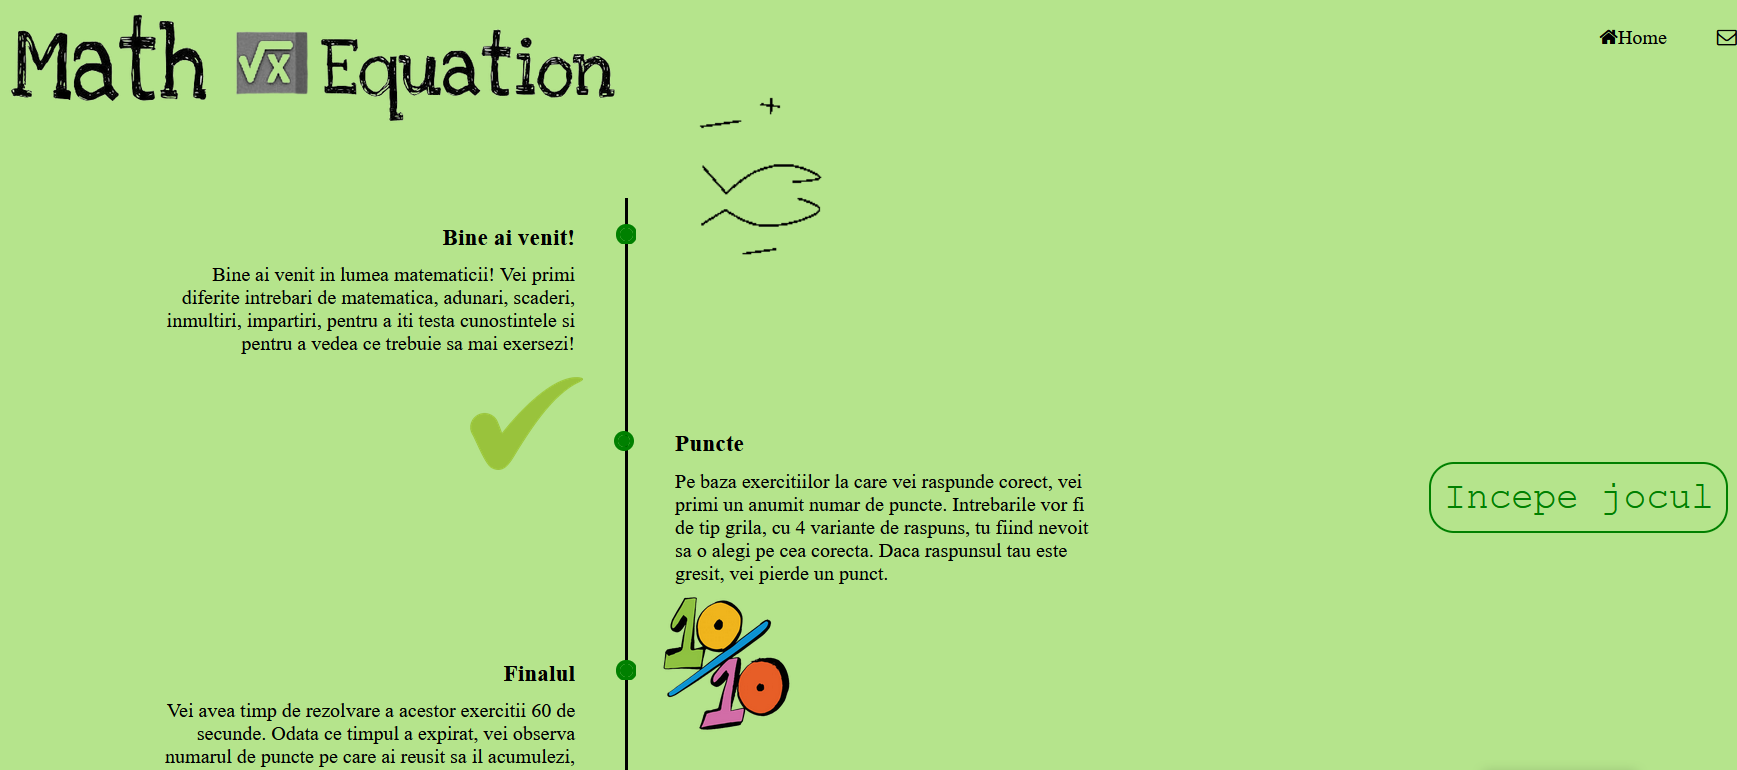 Math √x Equation
Home
Bine ai venit!
Bine ai venit in lumea matematicii! Vei primi
diferite intrebari de matematica, adunari, scaderi,
inmultiri, impartiri, pentru a iti testa cunostintele si
pentru a vedea ce trebuie sa mai exersezi!
Puncte
Pe baza exercitiilor la care vei raspunde corect, vei
primi un anumit numar de puncte. Intrebarile vor fi
de tip grila, cu 4 variante de raspuns, tu fiind nevoit
sa o alegi pe cea corecta. Daca raspunsul tau este
gresit, vei pierde un punct.
Incepe jocul
10/10
Finalul
Vei avea timp de rezolvare a acestor exercitii 60 de
secunde. Odata ce timpul a expirat, vei observa
numarul de puncte pe care ai reusit sa il acumulezi,